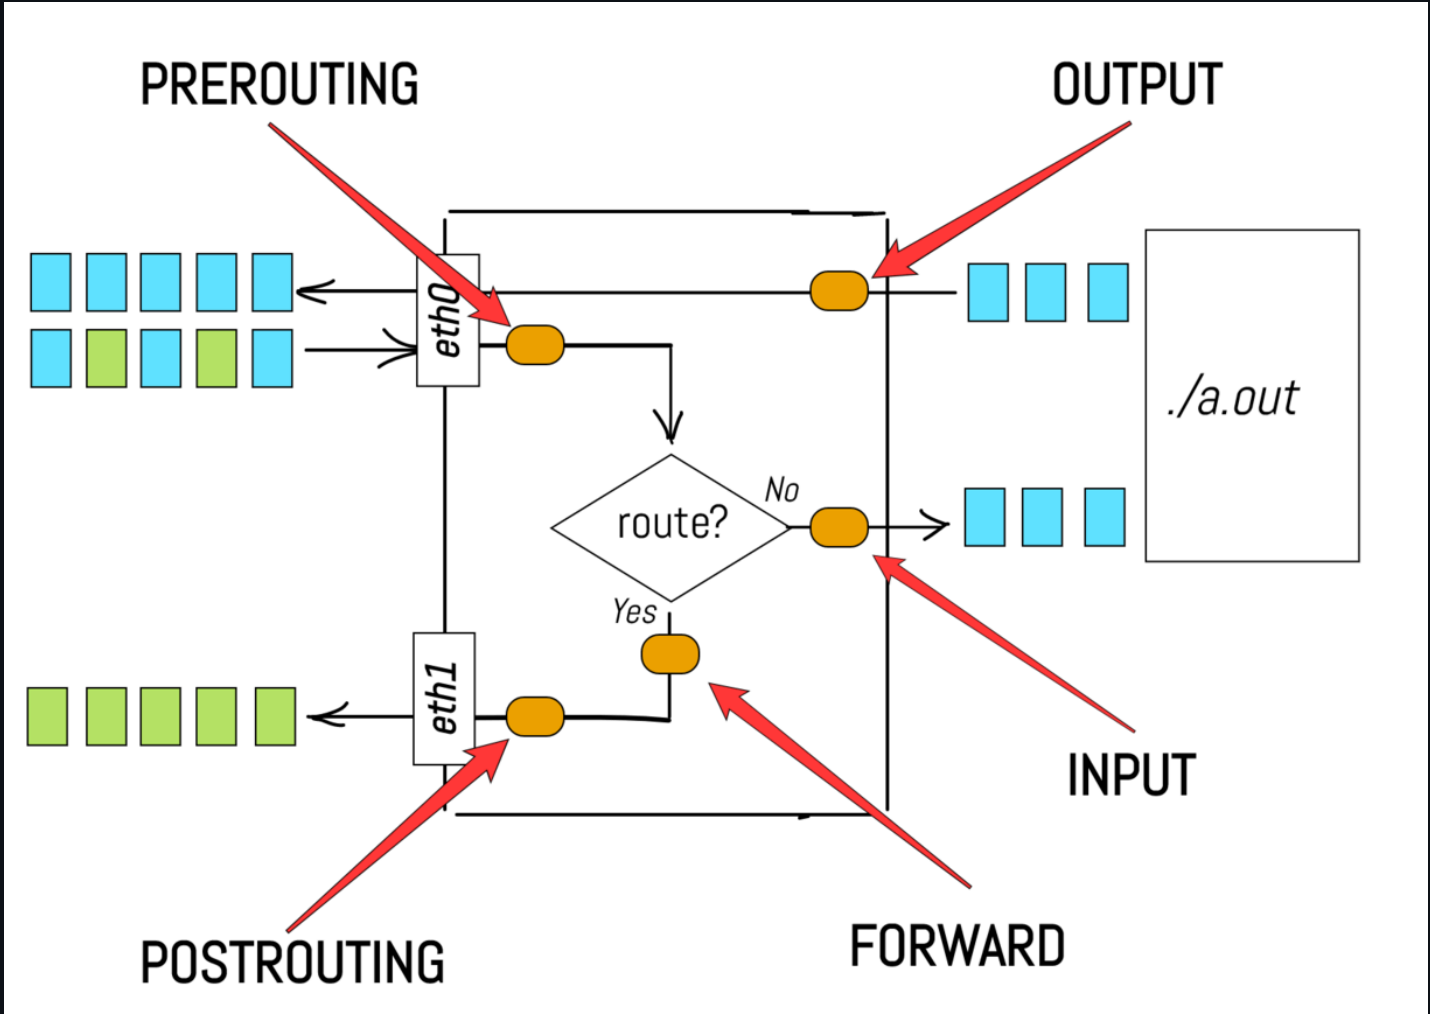 PREROUTING
OUTPUT
eth0
./a.out
No
route?
Yes
eth1
INPUT
FORWARD
POSTROUTING